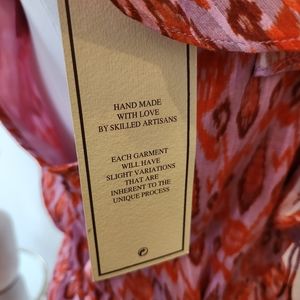 HAND MADE
WITH LOVE
BY SKILLED ARTISANS
EACH GARMENT
WILL HAVE
SLIGHT VARIATIONS
THAT ARE
INHERENT TO THE
UNIQUE PROCESS